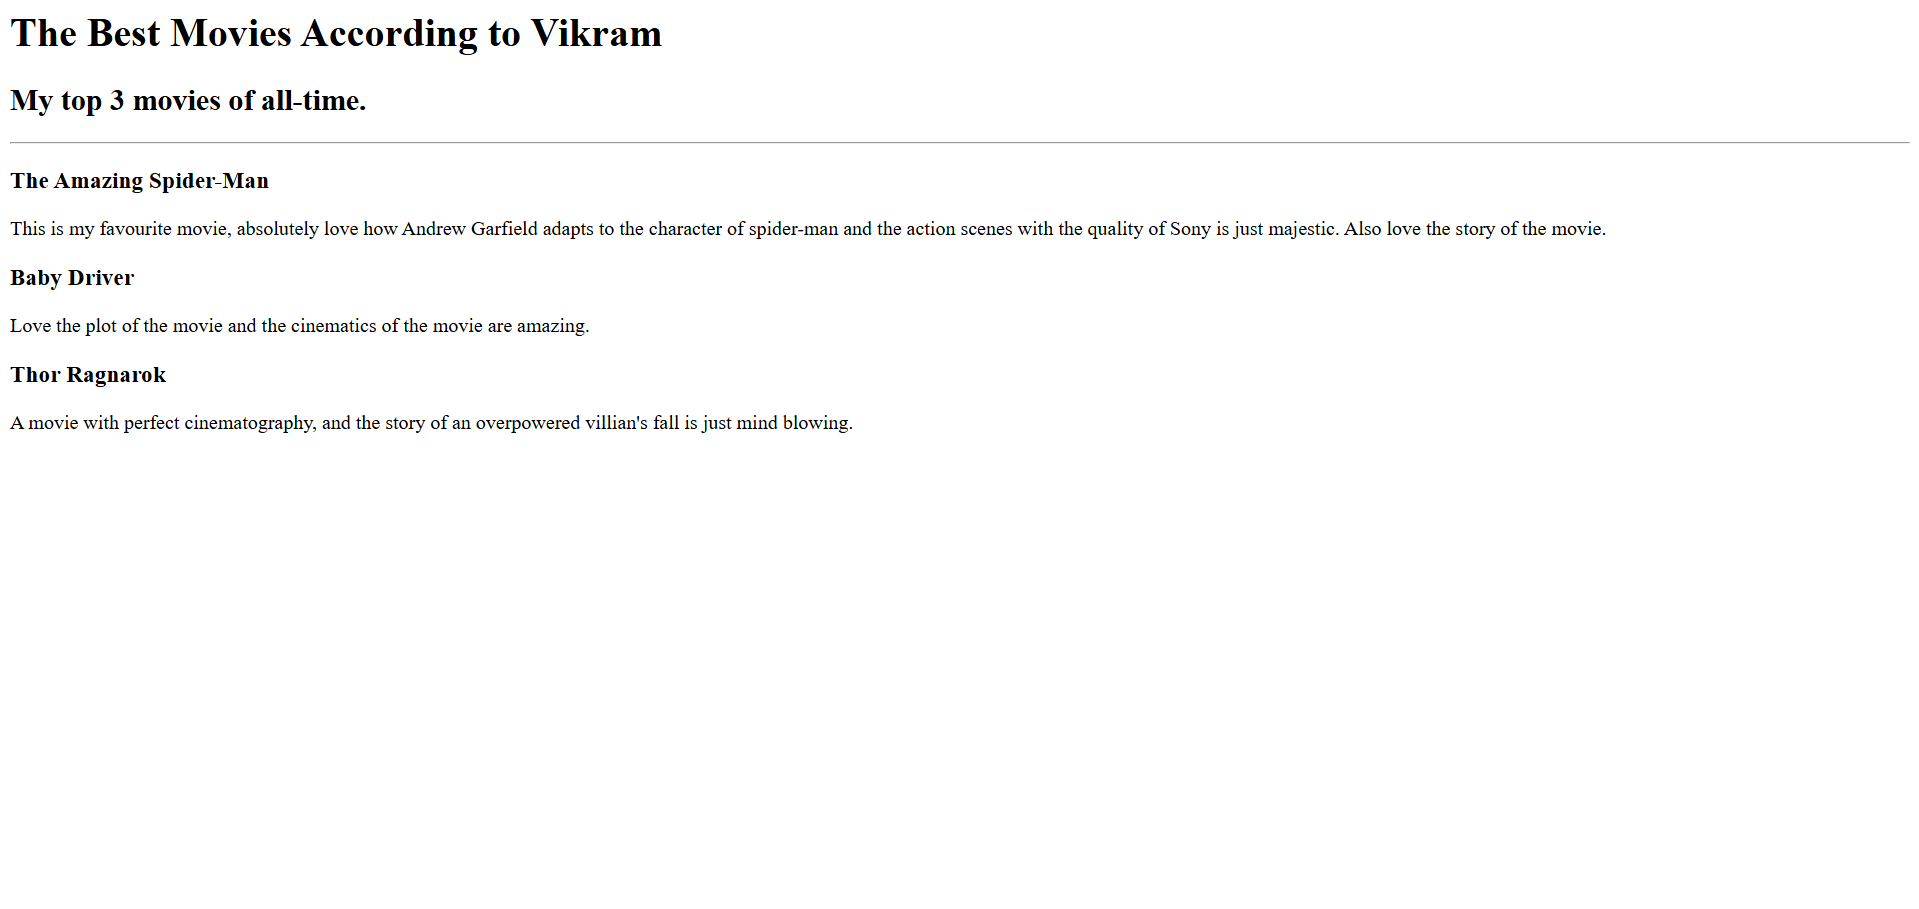 The Best Movies According to Vikram
My top 3 movies of all-time.
The Amazing Spider-Man
This is my favourite movie, absolutely love how Andrew Garfield adapts to the character of spider-man and the action scenes with the quality of Sony is just majestic. Also love the story of the movie.
Baby Driver
Love the plot of the movie and the cinematics of the movie are amazing.
Thor Ragnarok
A movie with perfect cinematography, and the story of an overpowered villian's fall is just mind blowing.